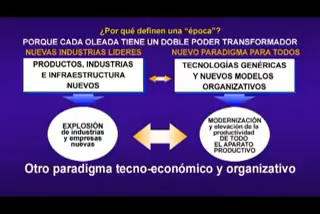 ¿Por qué definen una "época"?
PORQUE CADA OLEADA TIENE UN DOBLE PODER TRANSFORMADOR
NUEVAS INDUSTRIAS LIDERES
PRODUCTOS, INDUSTRIAS
E INFRAESTRUCTURA
NUEVOS
EXPLOSIÓN
de industrias
y empresas
nuevas
NUEVO PARADIGMA PARA TODOS
TECNOLOGÍAS GENÉRICAS
Y NUEVOS MODELOS
ORGANIZATIVOS
MODERNIZACIÓN
y elevación de la
productividad
DE TODO
EL APARATO
PRODUCTIVO
Otro paradigma tecno-económico y organizativo